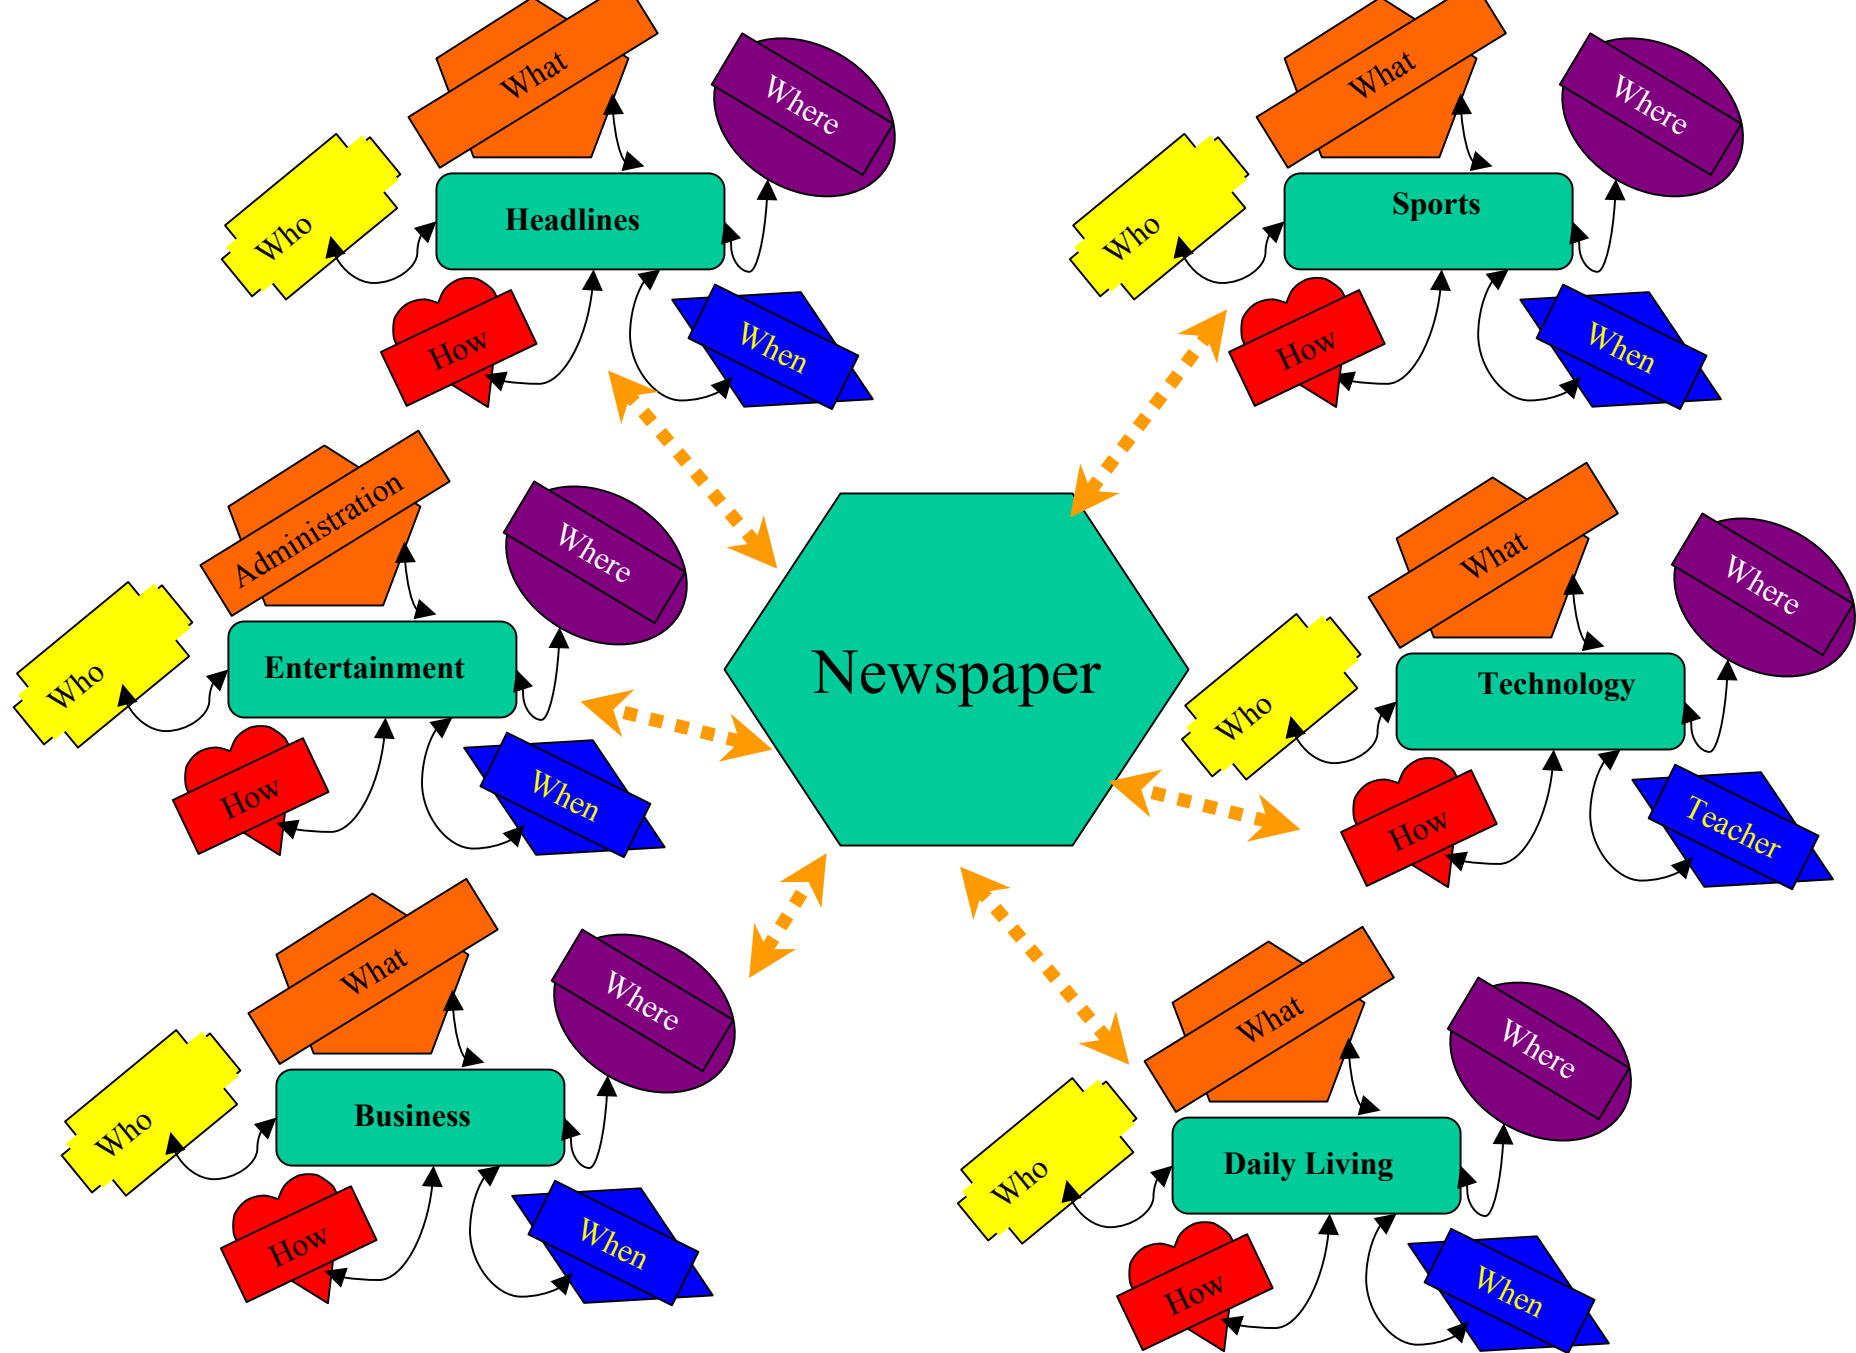 What
Where
Who
Headlines
How
When
What
Where
Who
Sports
How
When
Administration
Where
Who
Entertainment
How
When
Newspaper
What
Where
Who
Technology
How
Teacher
What
Where
Who
Business
How
When
What
Where
Who
Daily Living
How
When